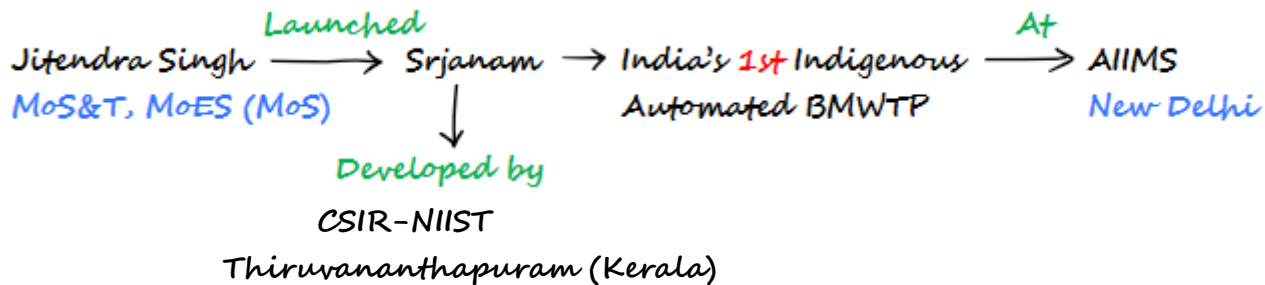 Launched
At
Jitendra Singh → Srjanam → India's 1st Indigenous → AIIMS
MoS&T, MoES (MoS)
Automated BMWTP
New Delhi
Developed by
CSIR-NIIST
Thiruvananthapuram (Kerala)